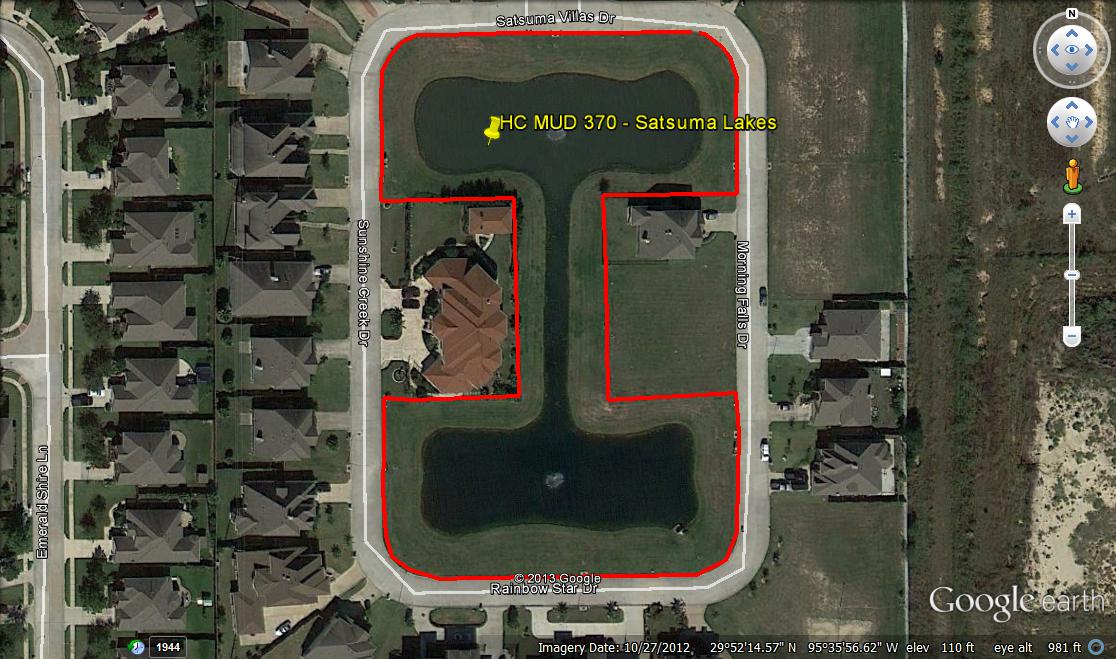 Satsuma Villas Dr
N
HC MUD 370 - Satsuma Lakes
Sunshine Creek Dr
Morning Falls Dr
Emerald Shire Ln
© 2013 Google
Rainbow Star Dr
Google earth
1944
Imagery Date: 10/27/2012 29°52'14.57" N 95°35'56.62" W elev 110 ft eye alt 981 ft